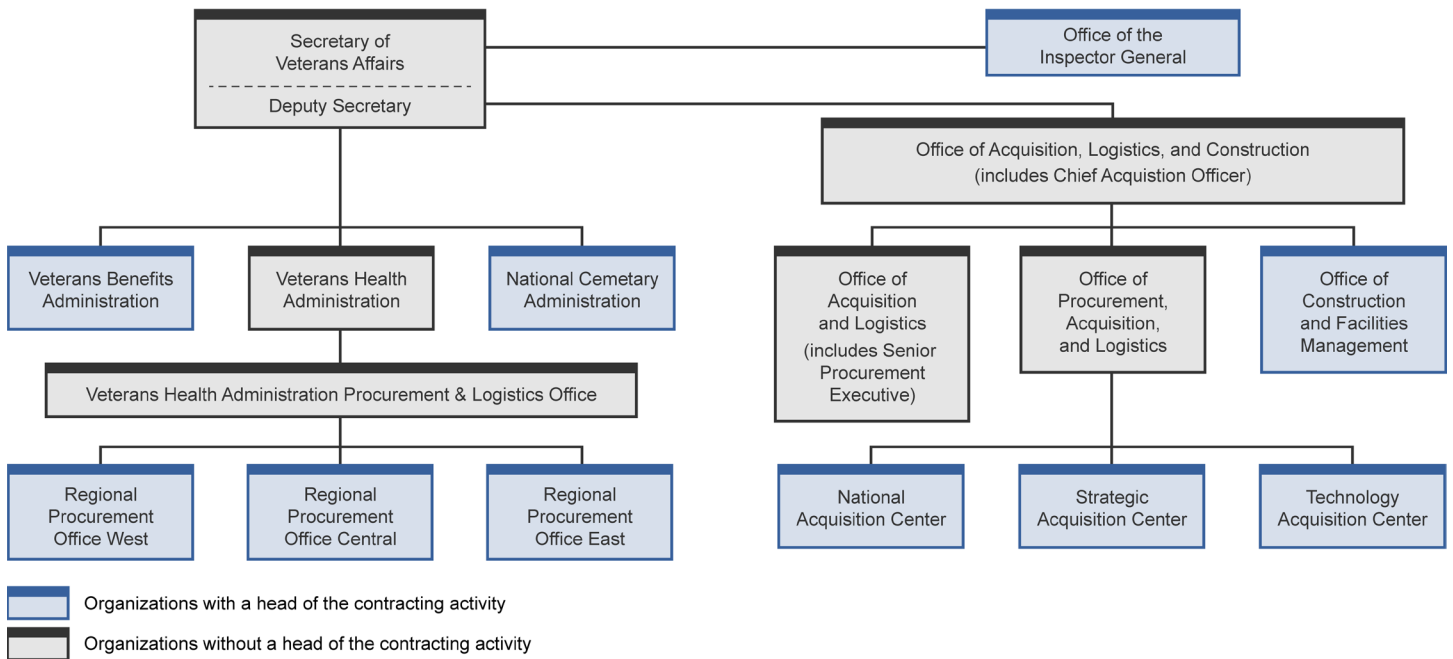 Secretary of
Veterans Affairs
Deputy Secretary
Office of the
Inspector General
Office of Acquisition, Logistics, and Construction
(includes Chief Acquistion Officer)
Veterans Benefits
Administration
Veterans Health
Administration
National Cemetary
Administration
Office of
Acquisition
and Logistics
(includes Senior
Procurement
Executive)
Office of
Procurement,
Acquisition,
and Logistics
Office of
Construction
and Facilities
Management
Veterans Health Administration Procurement & Logistics Office
Regional
Procurement
Office West
Regional
Procurement
Office Central
Regional
Procurement
Office East
National
Acquisition Center
Strategic
Acquisition Center
Technology
Acquisition Center
Organizations with a head of the contracting activity
Organizations without a head of the contracting activity